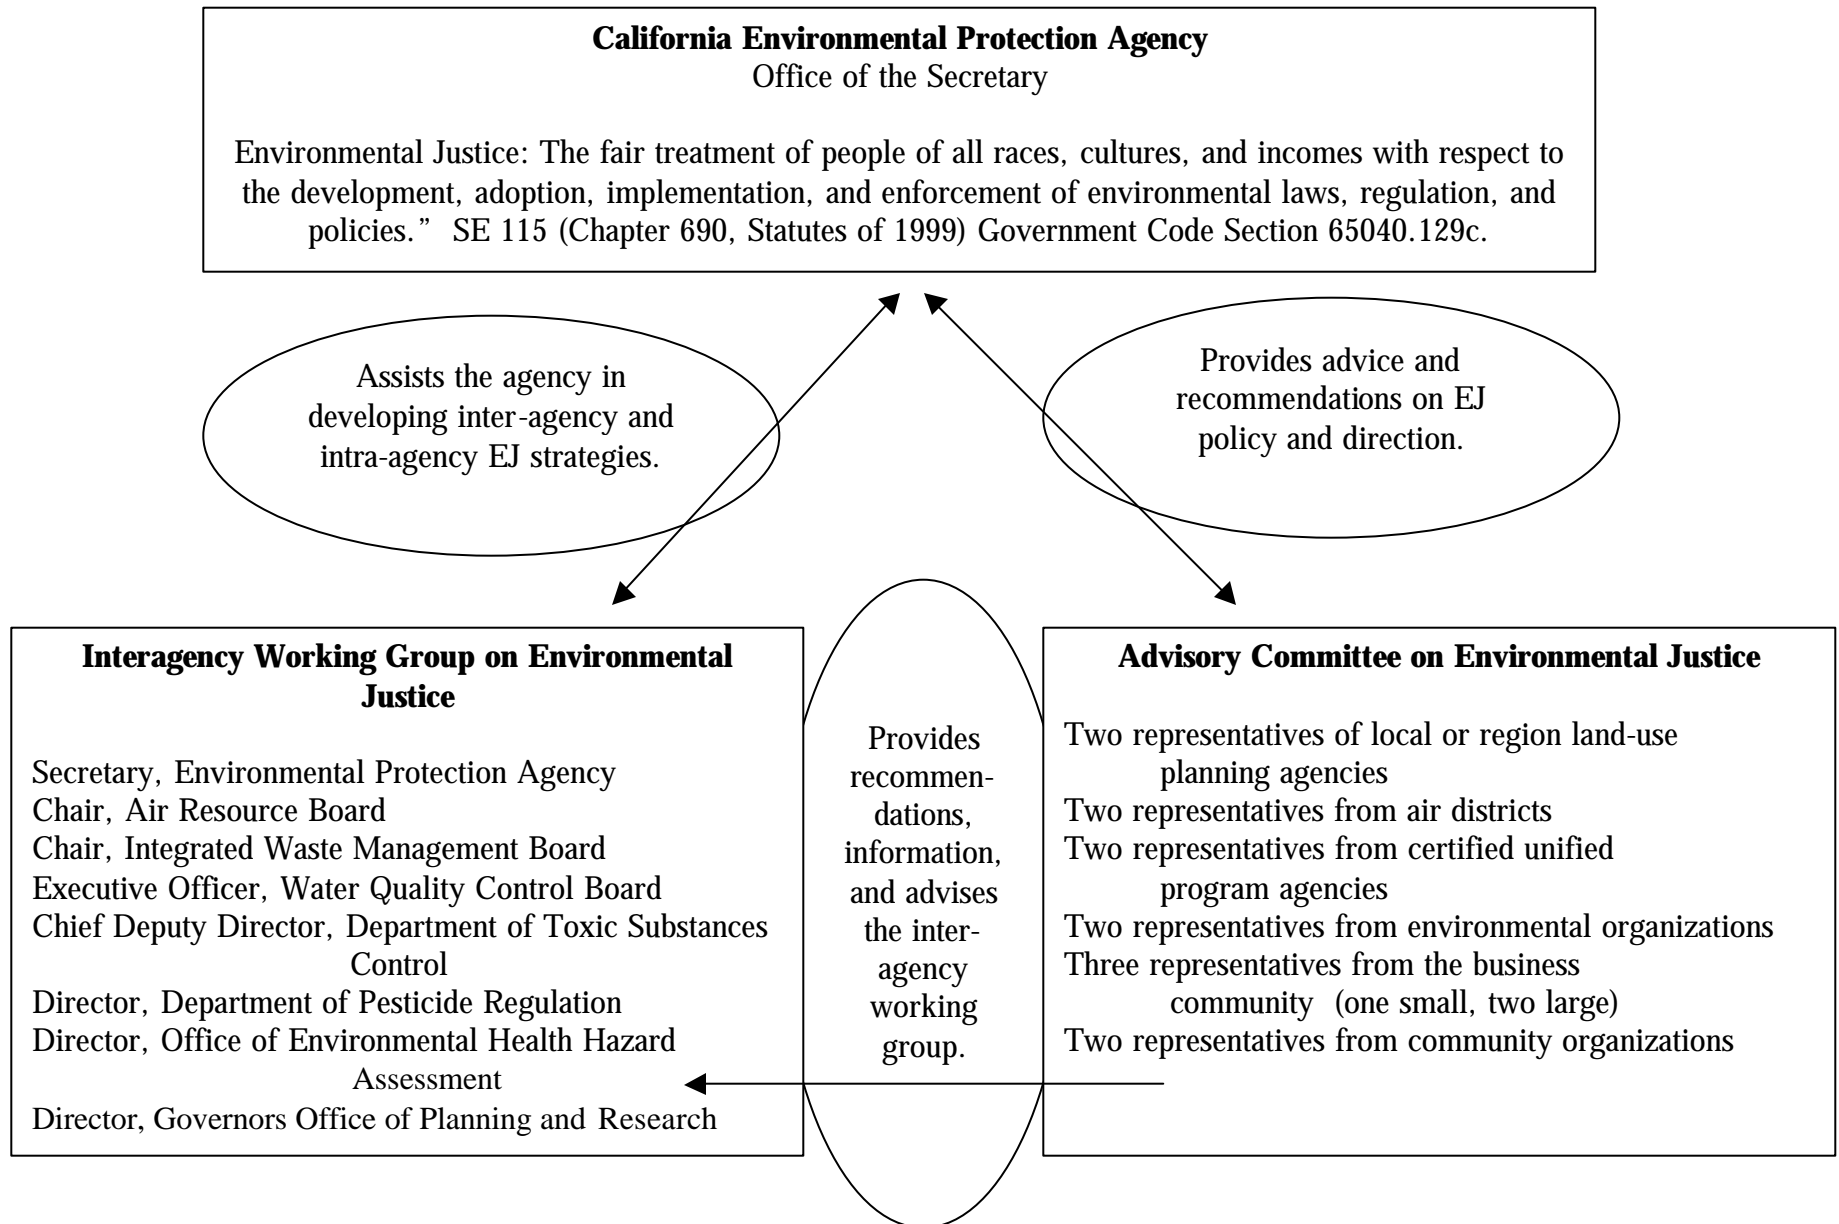 California Environmental Protection Agency
Office of the Secretary
Environmental Justice: The fair treatment of people of all races, cultures, and incomes with respect to
the development, adoption, implementation, and enforcement of environmental laws, regulation, and
policies.” SE 115 (Chapter 690, Statutes of 1999) Government Code Section 65040.129c.
Assists the agency in
developing inter-agency and
intra-agency EJ strategies.
Provides advice and
recommendations on EJ
policy and direction.
Interagency Working Group on Environmental
Justice
Secretary, Environmental Protection Agency
Chair, Air Resource Board
Chair, Integrated Waste Management Board
Executive Officer, Water Quality Control Board
Chief Deputy Director, Department of Toxic Substances
Control
Director, Department of Pesticide Regulation
Director, Office of Environmental Health Hazard
Assessment
Director, Governors Office of Planning and Research
Provides
recommen-
dations,
information,
and advises
the inter-
agency
working
group.
Advisory Committee on Environmental Justice
Two representatives of local or region land-use
planning agencies
Two representatives from air districts
Two representatives from certified unified
program agencies
Two representatives from environmental organizations
Three representatives from the business
community (one small, two large)
Two representatives from community organizations